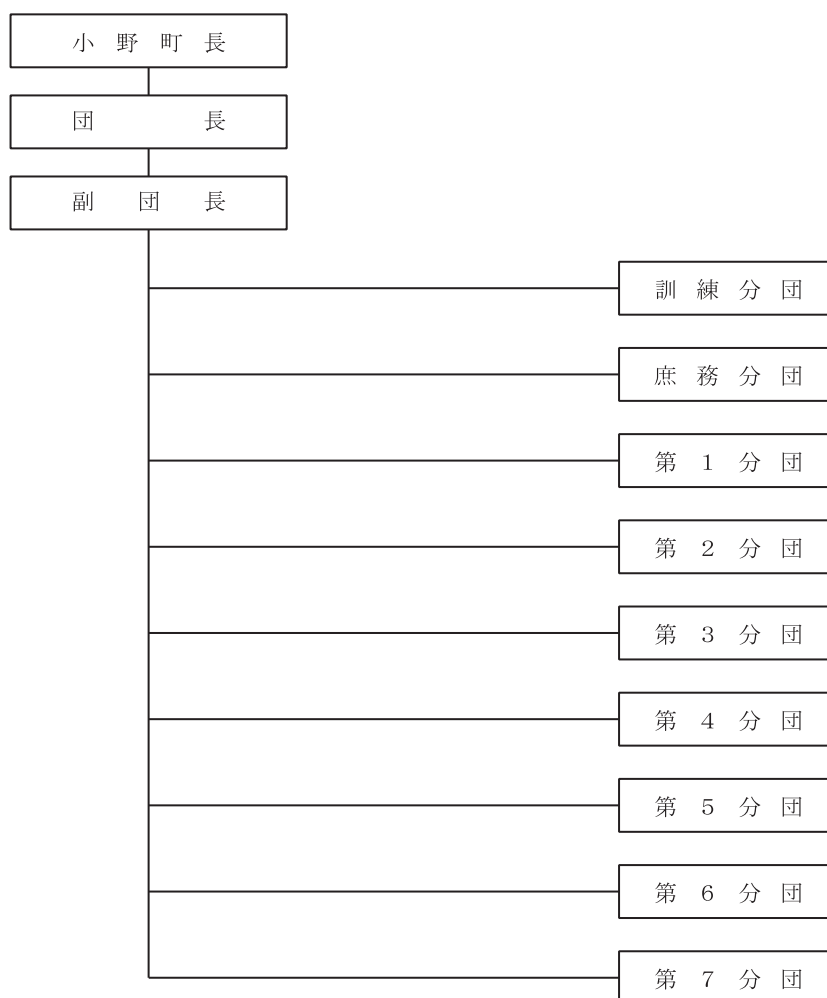 小野町長
団長
副団長
訓練分団
庶務分団
第1分団
第2分団
第3分団
第4分団
第5分団
第6分団
第7分団